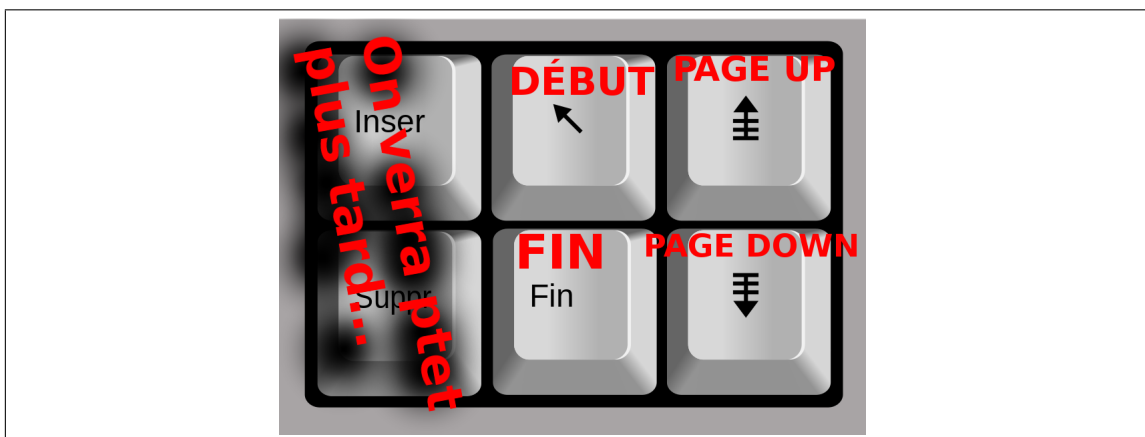 On verra ptet
plus tard...
Inser
DÉBUT
PAGE UP
Suppr
FIN
Fin
PAGE DOWN